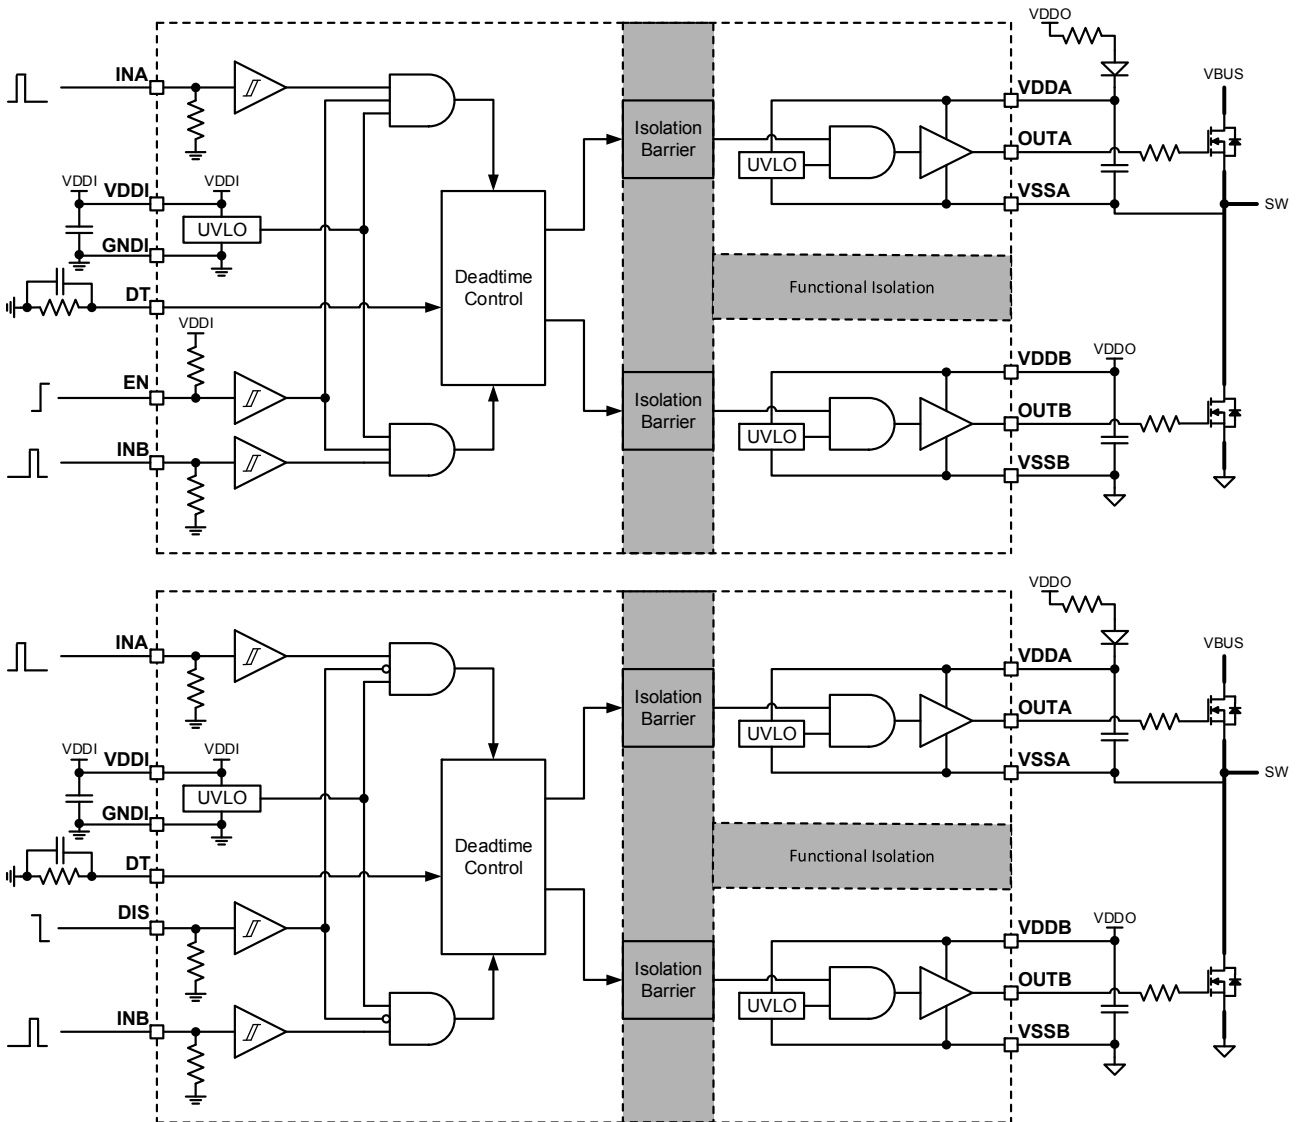 VDDO
INA
VDDA
VBUS
Isolation
Barrier
OUTA
UVLO
VDDI
VDDI
VDDI
VSSA
SW
UVLO
GNDI
Deadtime
Control
Functional Isolation
DT
VDDI
VDDB
VDDO
EN
Isolation
Barrier
OUTB
UVLO
INB
VSSB
VDDO
INA
VDDA
VBUS
Isolation
Barrier
OUTA
UVLO
VDDI
VDDI
VDDI
VSSA
SW
UVLO
GNDI
Deadtime
Control
Functional Isolation
DT
DIS
VDDB
VDDO
Isolation
Barrier
OUTB
UVLO
INB
VSSB